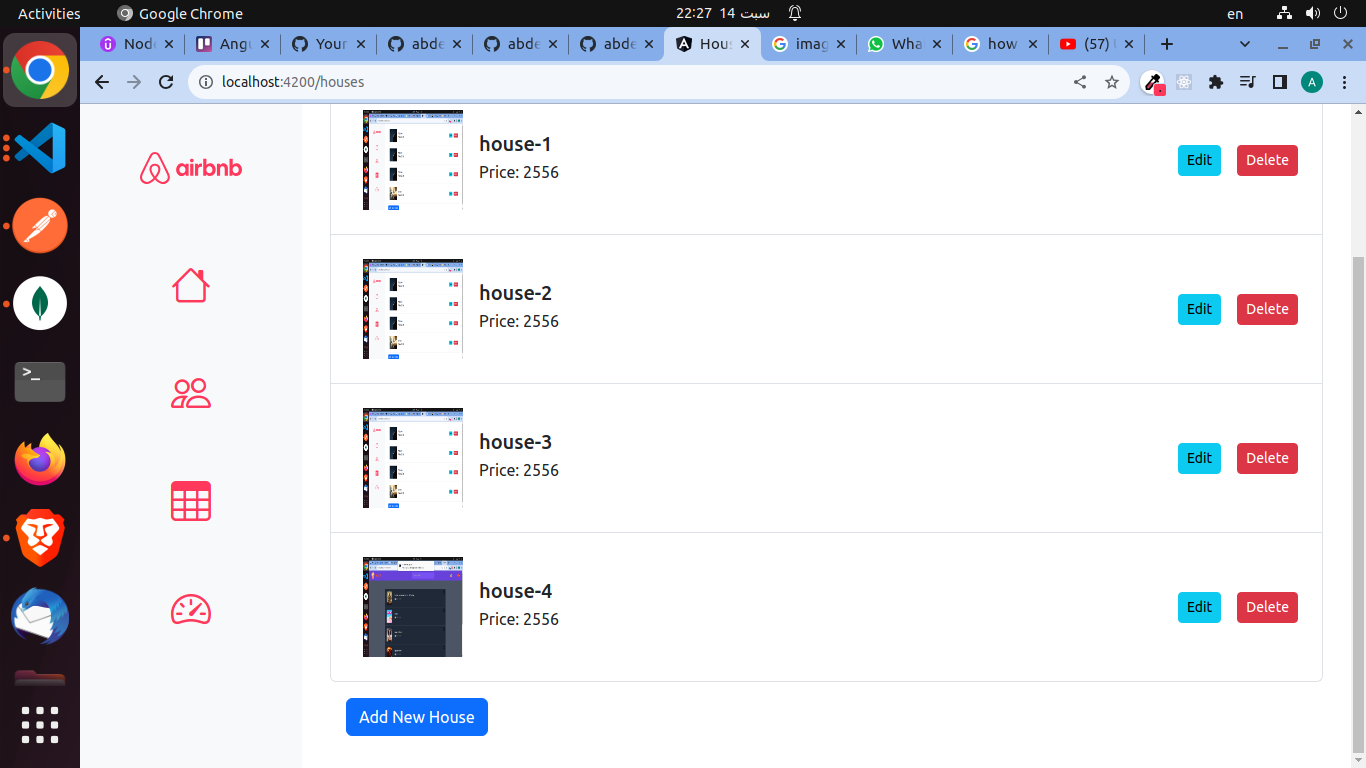 Activities
Google Chrome
22:27 14 سبت
en
Node
Angu
Your
abde
abde
abde
Hous
imag
Wha
how
(57)
localhost:4200/houses
A
airbnb
house-1
Price: 2556
Edit
Delete
house-2
Price: 2556
Edit
Delete
house-3
Price: 2556
Edit
Delete
house-4
Price: 2556
Edit
Delete
Add New House